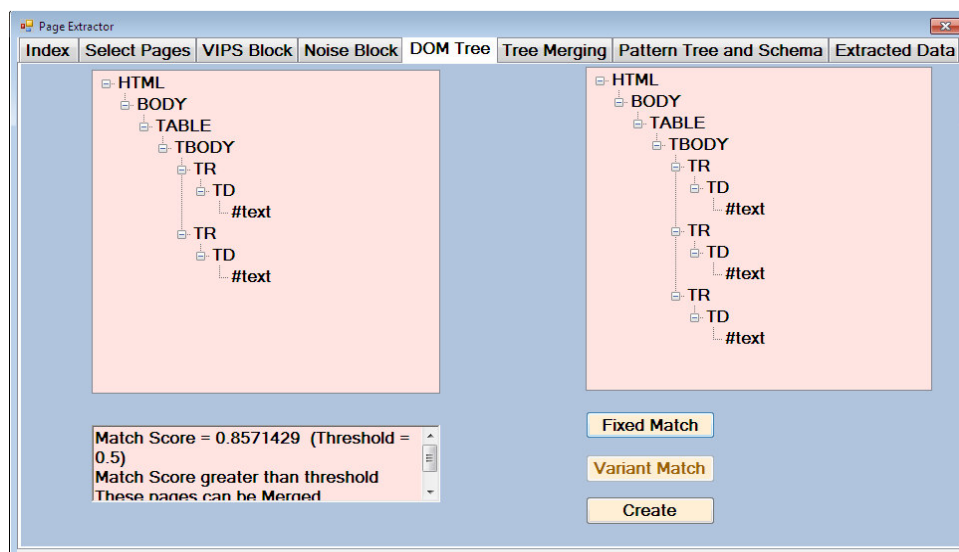 Page Extractor
Index Select Pages VIPS Block Noise Block DOM Tree Tree Merging Pattern Tree and Schema Extracted Data
HTML
BODY
TABLE
TBODY
TR
TD
#text
TR
TD
#text
HTML
BODY
TABLE
TBODY
TR
TD
#text
TR
TD
#text
TR
TD
#text
Match Score = 0.8571429 (Threshold =
0.5)
Match Score greater than threshold
These pages can be Merged
Fixed Match
Variant Match
Create